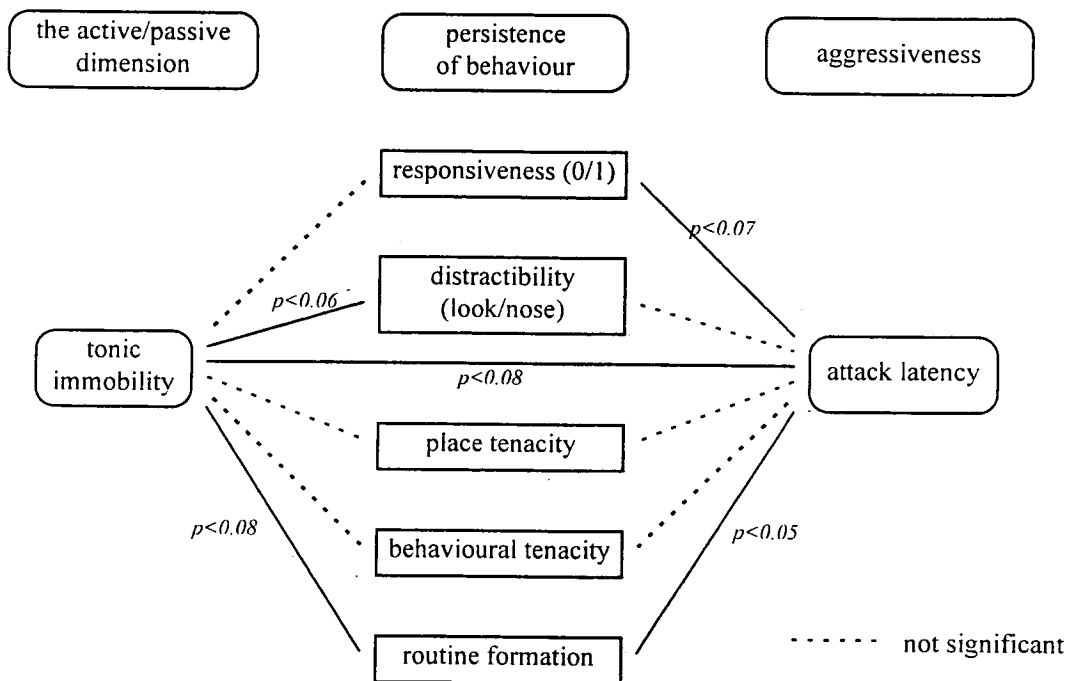 the active/passive
dimension
persistence
of behaviour
aggressiveness
responsiveness (0/1)
p<0.07
distractibility
(look/nose)
p<0.06
tonic
immobility
p<0.08
attack latency
place tenacity
p<0.08
behavioural tenacity
p<0.05
routine formation
not significant